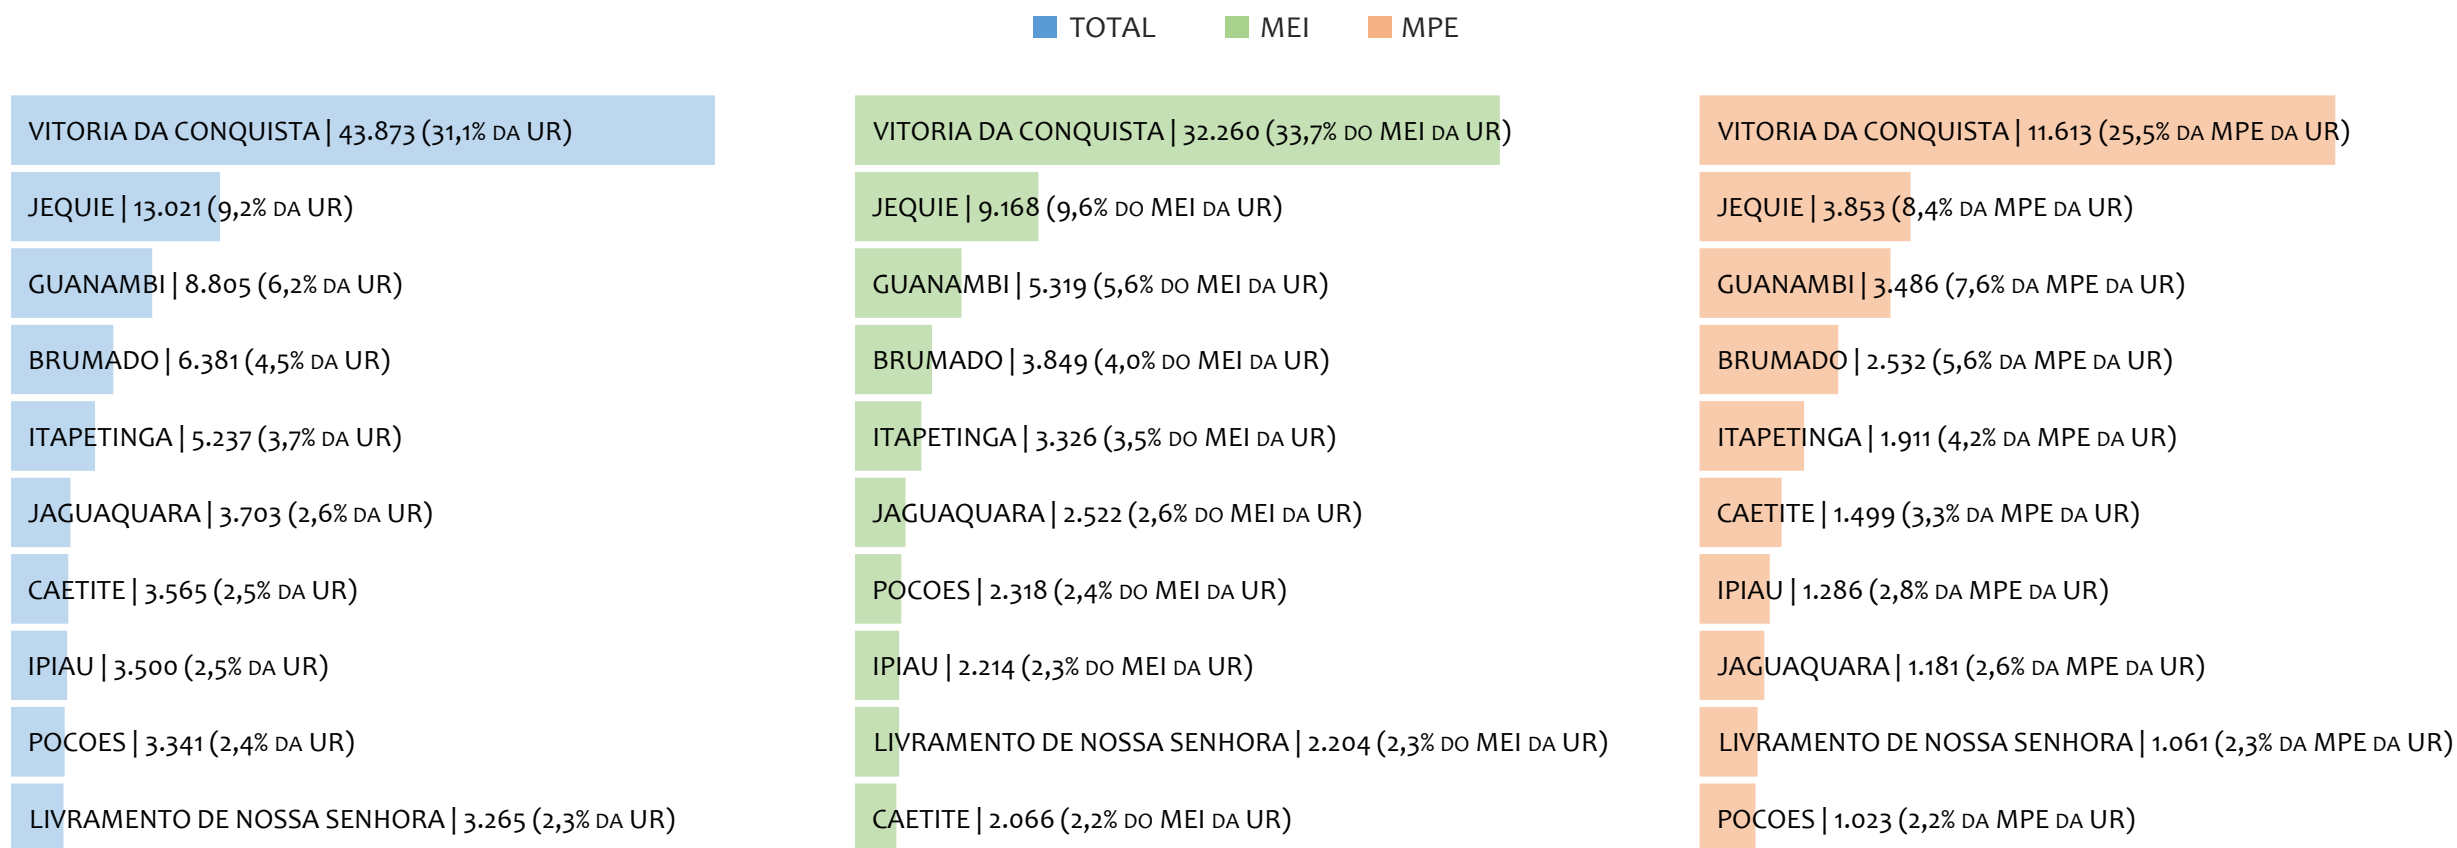 TOTAL MEI MPE
VITORIA DA CONQUISTA | 43.873 (31,1% DA UR)
JEQUIE | 13.021 (9,2% DA UR)
GUANAMBI | 8.805 (6,2% DA UR)
BRUMADO | 6.381 (4,5% DA UR)
ITAPETINGA | 5.237 (3,7% DA UR)
JAGUAQUARA | 3.703 (2,6% DA UR)
CAETITE | 3.565 (2,5% DA UR)
IPIAU | 3.500 (2,5% DA UR)
POCOES | 3.341 (2,4% DA UR)
LIVRAMENTO DE NOSSA SENHORA | 3.265 (2,3% DA UR)
VITORIA DA CONQUISTA | 32.260 (33,7% DO MEI DA UR)
JEQUIE | 9.168 (9,6% DO MEI DA UR)
GUANAMBI | 5.319 (5,6% DO MEI DA UR)
BRUMADO | 3.849 (4,0% DO MEI DA UR)
ITAPETINGA | 3.326 (3,5% DO MEI DA UR)
JAGUAQUARA | 2.522 (2,6% DO MEI DA UR)
POCOES | 2.318 (2,4% DO MEI DA UR)
IPIAU | 2.214 (2,3% DO MEI DA UR)
LIVRAMENTO DE NOSSA SENHORA | 2.204 (2,3% DO MEI DA UR)
CAETITE | 2.066 (2,2% DO MEI DA UR)
VITORIA DA CONQUISTA | 11.613 (25,5% DA MPE DA UR)
JEQUIE | 3.853 (8,4% DA MPE DA UR)
GUANAMBI | 3.486 (7,6% DA MPE DA UR)
BRUMADO | 2.532 (5,6% DA MPE DA UR)
ITAPETINGA | 1.911 (4,2% DA MPE DA UR)
CAETITE | 1.499 (3,3% DA MPE DA UR)
IPIAU | 1.286 (2,8% DA MPE DA UR)
JAGUAQUARA | 1.181 (2,6% DA MPE DA UR)
LIVRAMENTO DE NOSSA SENHORA | 1.061 (2,3% DA MPE DA UR)
POCOES | 1.023 (2,2% DA MPE DA UR)